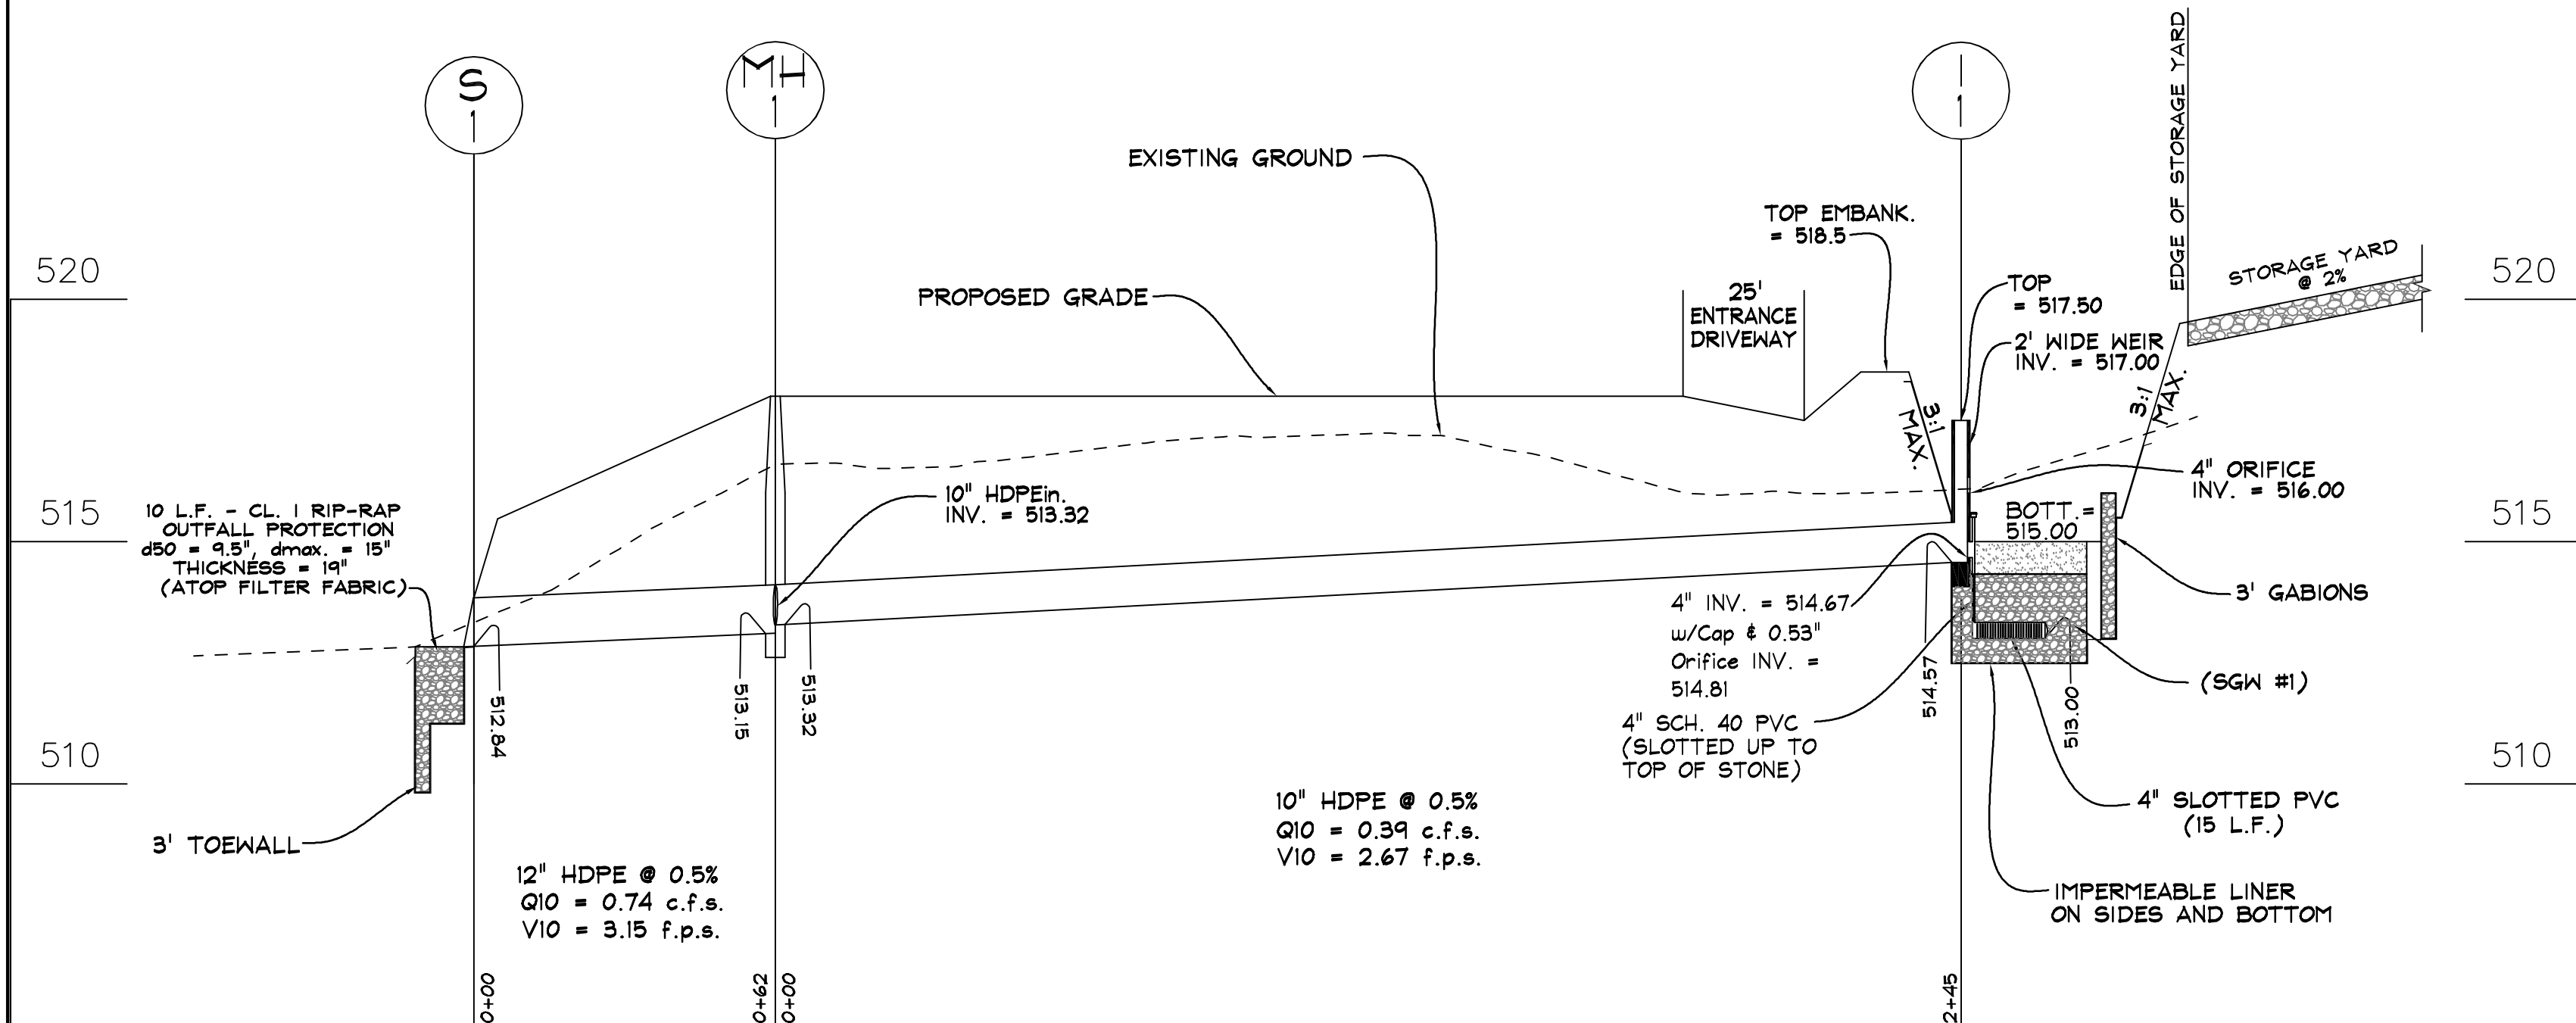 S
1
MH
1
I
1
EDGE OF STORAGE YARD
EXISTING GROUND
TOP EMBANK.
= 518.5
STORAGE YARD
@ 2%
520
520
PROPOSED GRADE
25'
ENTRANCE
DRIVEWAY
TOP
= 517.50
2' WIDE WEIR
INV. = 517.00
3:1
MAX.
3:1
MAX.
4" ORIFICE
INV. = 516.00
10" HDPEin.
INV. = 513.32
515
515
10 L.F. - CL. I RIP-RAP
OUTFALL PROTECTION
d50 = 9.5", dmax. = 15"
THICKNESS = 19"
(ATOP FILTER FABRIC)
BOTT.=
515.00
3' GABIONS
4" INV. = 514.67
w/Cap & 0.53"
Orifice INV. =
514.81
512.84
513.15
513.32
514.57
513.00
(SGW #1)
4" SCH. 40 PVC
(SLOTTED UP TO
TOP OF STONE)
510
510
3' TOEWALL
10" HDPE @ 0.5%
Q10 = 0.39 c.f.s.
V10 = 2.67 f.p.s.
4" SLOTTED PVC
(15 L.F.)
12" HDPE @ 0.5%
Q10 = 0.74 c.f.s.
V10 = 3.15 f.p.s.
IMPERMEABLE LINER
ON SIDES AND BOTTOM
0+00
0+62
0+00
2+45